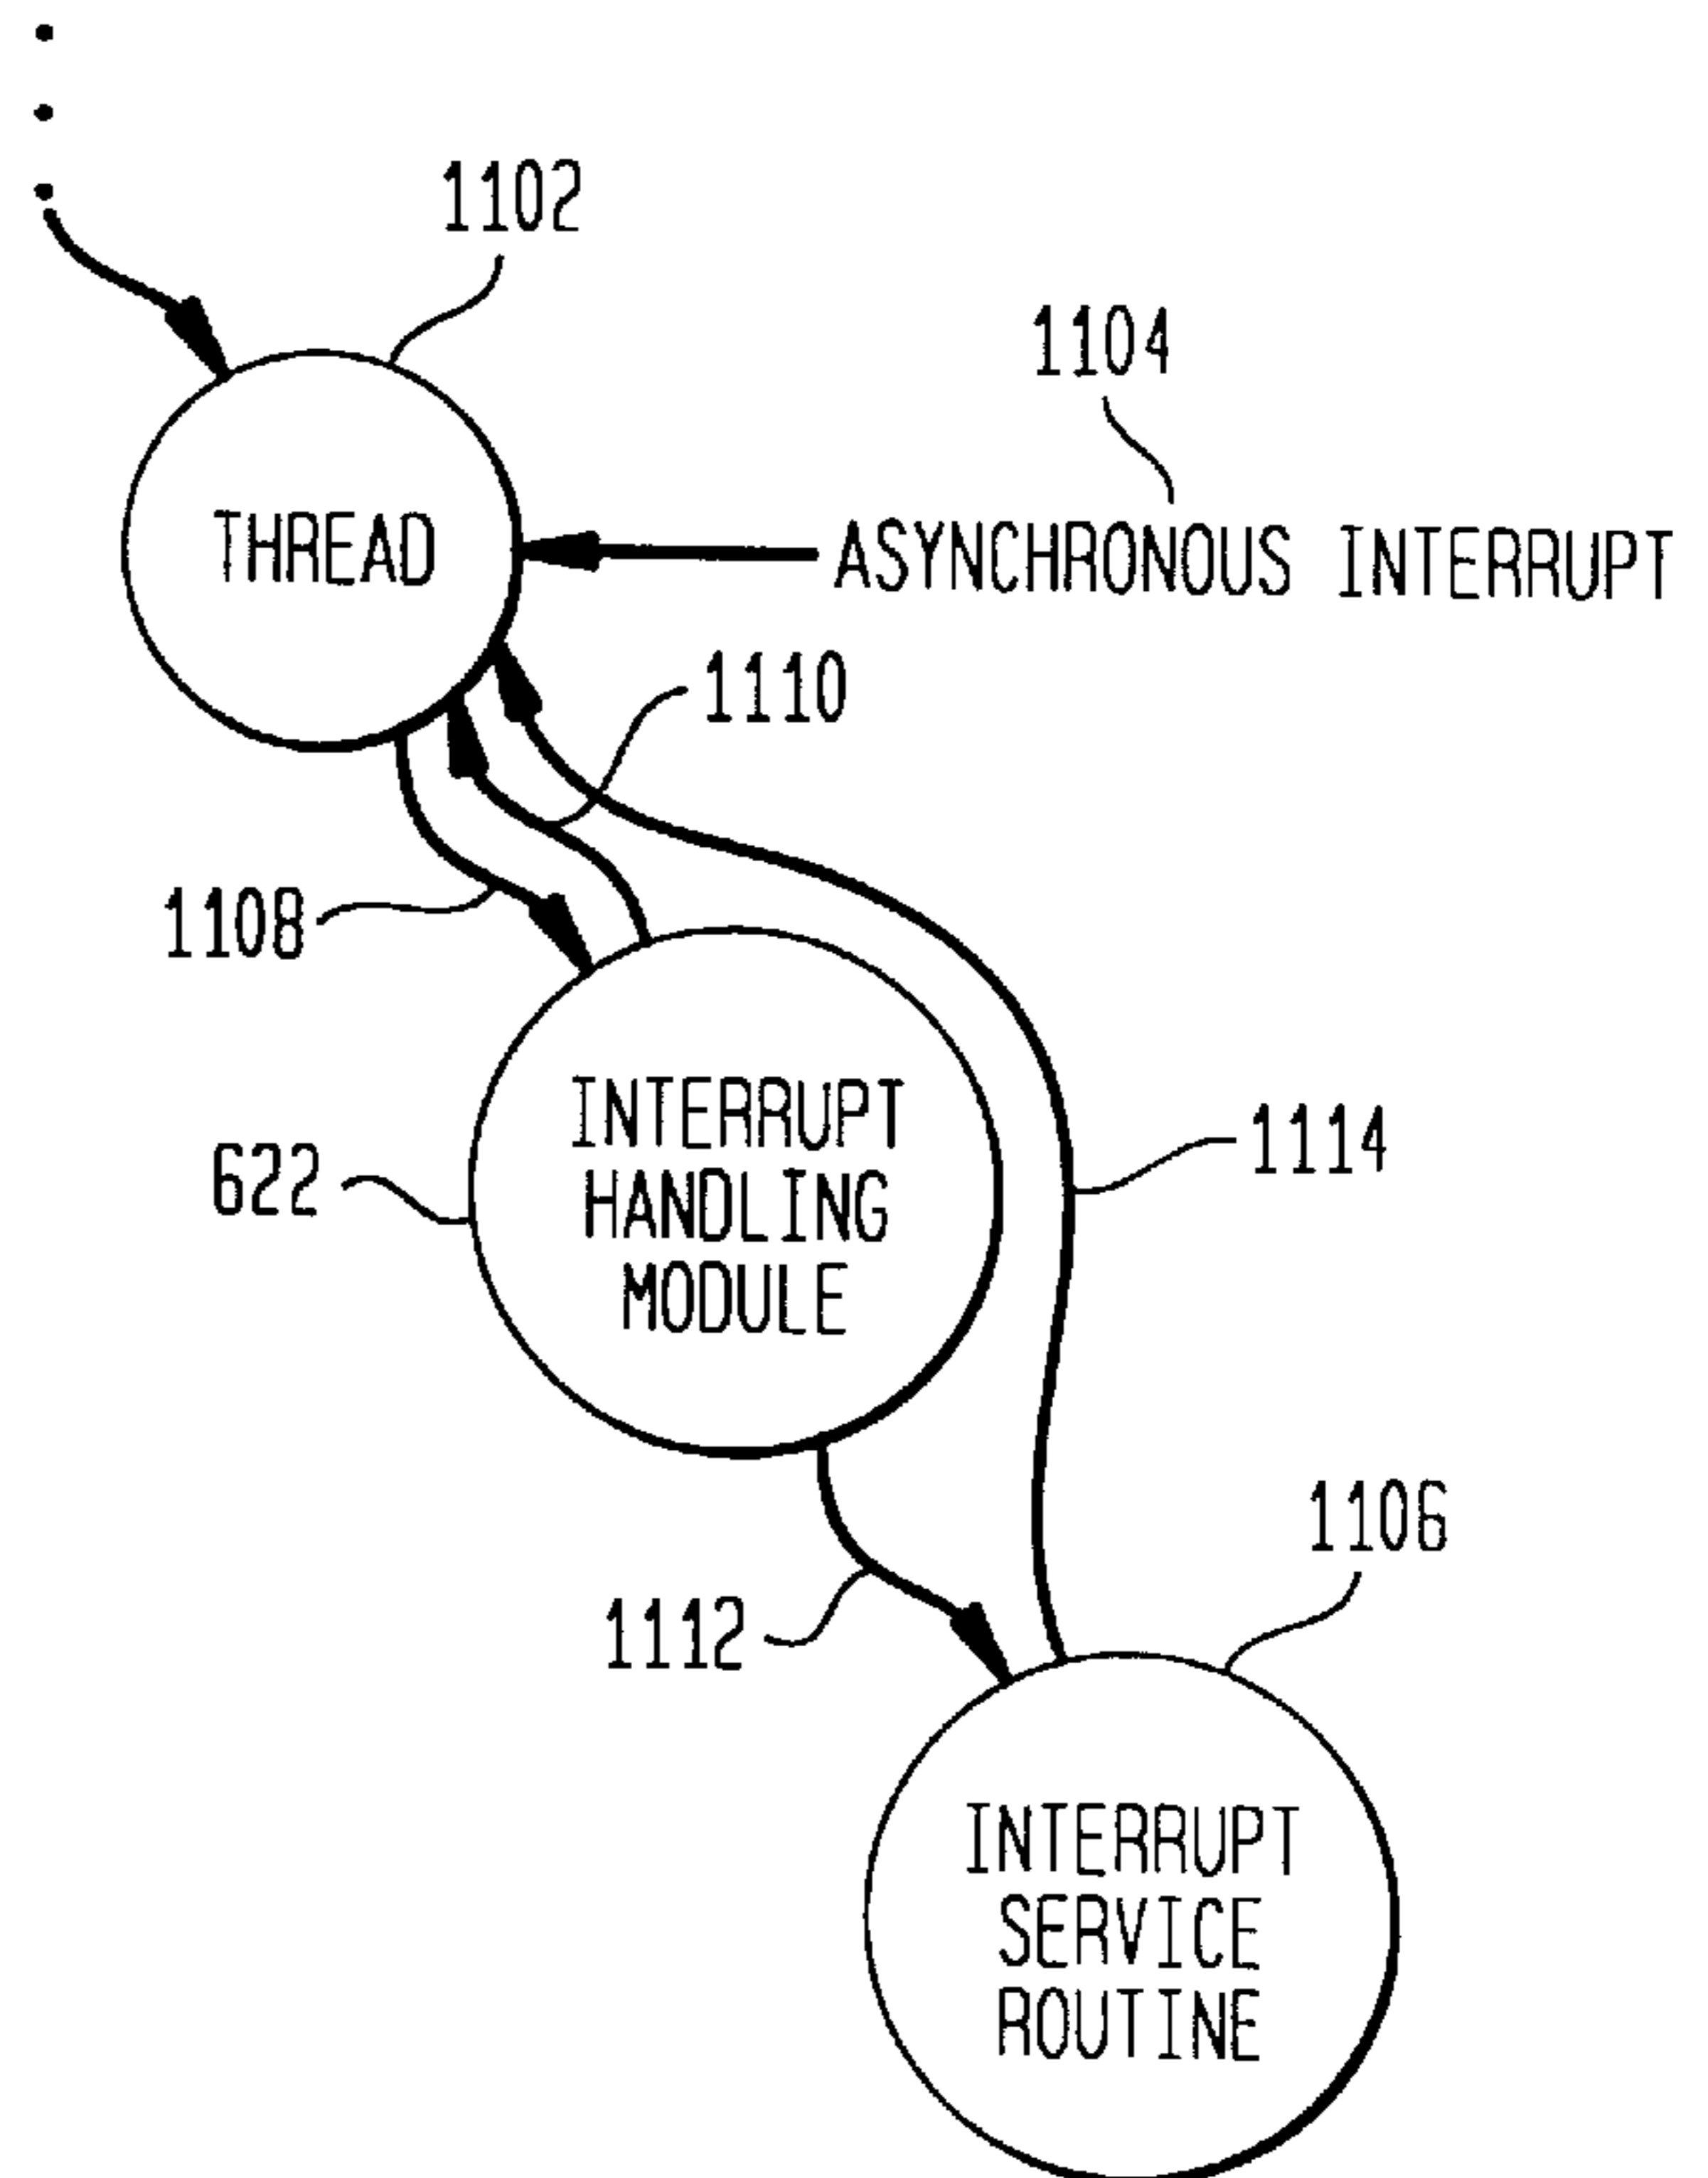 1102
1104
THREAD
ASYNCHRONOUS INTERRUPT
1110
1108
INTERRUPT
HANDLING
MODULE
622
1114
1112
1106
INTERRUPT
SERVICE
ROUTINE